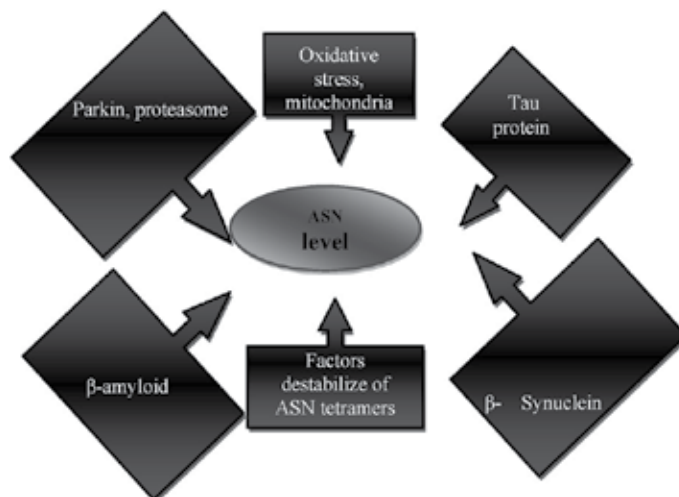 Oxidative
stress,
mitochondria
Parkin, proteasome
Tau
protein
ASN
level
β-amyloid
Factors
destabilize of
ASN tetramers
β- Synuclein